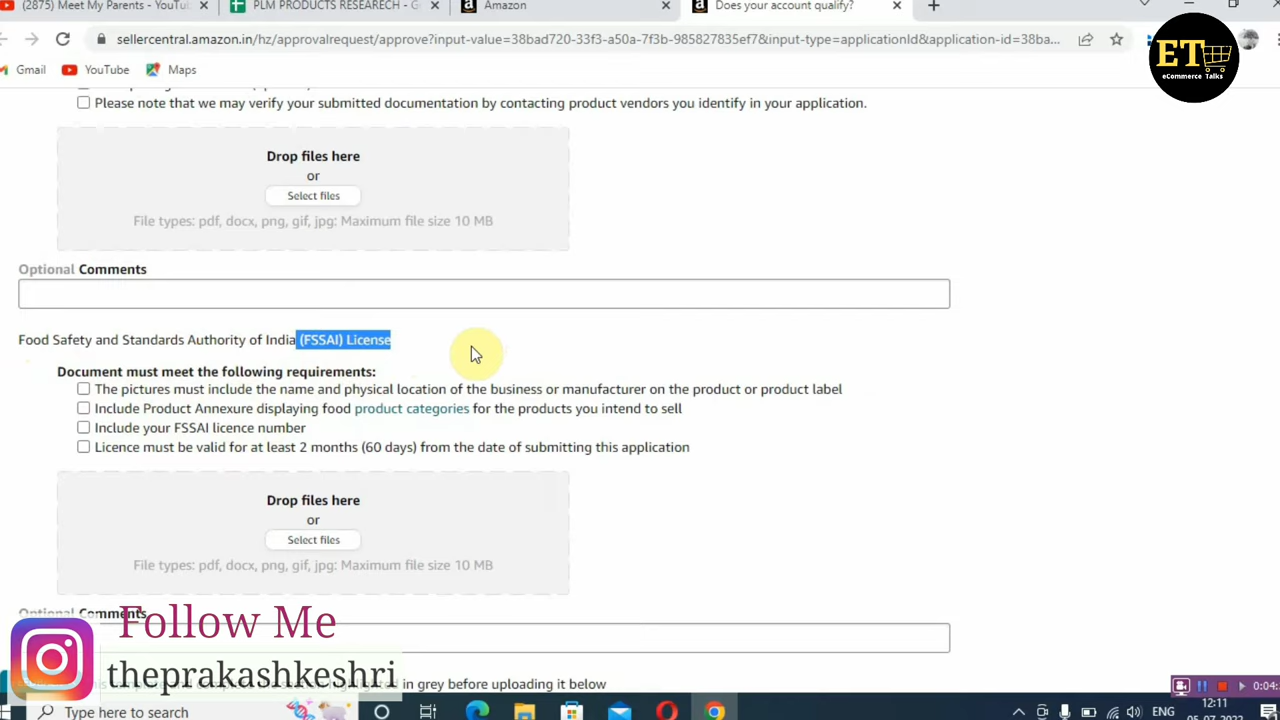 (2875) Meet My Parents - YouTu
PLM PRODUCTS RESEARECH - G
Amazon
Does your account qualify?
sellercentral.amazon.in/hz/approvalrequest/approve?input-value=38bad720-33f3-a50a-7f3b-985827835ef7&input-type=applicationId&application-id=38ba...
ET
eCommerce Talks
Gmail
YouTube
Maps
Please note that we may verify your submitted documentation by contacting product vendors you identify in your application.
Drop files here
or
Select files
File types: pdf, docx, png, gif, jpg: Maximum file size 10 MB
Optional Comments
Food Safety and Standards Authority of India (FSSAI) License
Document must meet the following requirements:
The pictures must include the name and physical location of the business or manufacturer on the product or product label
Include Product Annexure displaying food product categories for the products you intend to sell
Include your FSSAI licence number
Licence must be valid for at least 2 months (60 days) from the date of submitting this application
Drop files here
or
Select files
File types: pdf, docx, png, gif, jpg: Maximum file size 10 MB
Optional Comments
Follow Me
theprakashkeshri
in grey before uploading it below
0:04:
Type here to search
ENG
12:11
05-07-2022